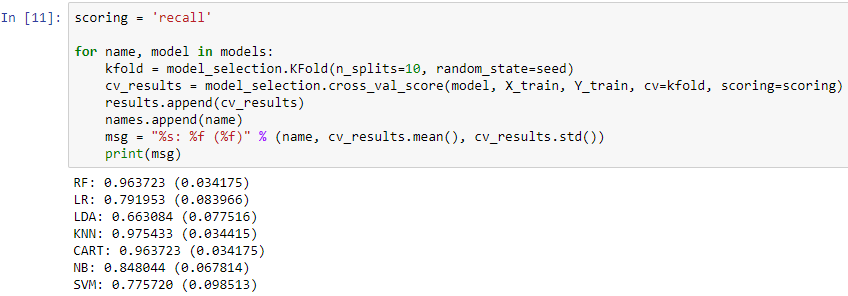 In [11]: scoring = 'recall'
for name, model in models:
    kfold = model_selection.KFold(n_splits=10, random_state=seed)
    cv_results = model_selection.cross_val_score(model, X_train, Y_train, cv=kfold, scoring=scoring)
    results.append(cv_results)
    names.append(name)
    msg = "%s: %f (%f)" % (name, cv_results.mean(), cv_results.std())
    print(msg)
RF: 0.963723 (0.034175)
LR: 0.791953 (0.083966)
LDA: 0.663084 (0.077516)
KNN: 0.975433 (0.034415)
CART: 0.963723 (0.034175)
NB: 0.848044 (0.067814)
SVM: 0.775720 (0.098513)